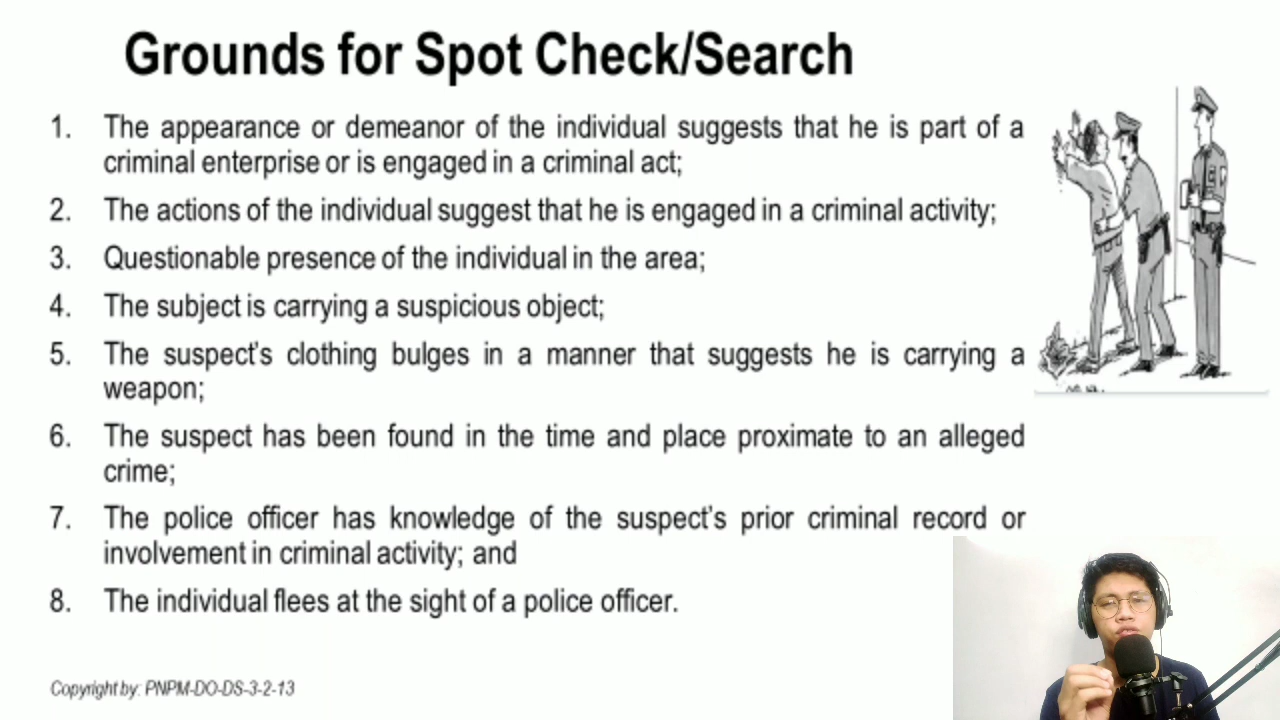 Grounds for Spot Check/Search
1. The appearance or demeanor of the individual suggests that he is part of a
criminal enterprise or is engaged in a criminal act;
2. The actions of the individual suggest that he is engaged in a criminal activity;
3. Questionable presence of the individual in the area;
4. The subject is carrying a suspicious object;
5. The suspect's clothing bulges in a manner that suggests he is carrying a
weapon;
6. The suspect has been found in the time and place proximate to an alleged
crime;
7. The police officer has knowledge of the suspect's prior criminal record or
involvement in criminal activity; and
8. The individual flees at the sight of a police officer.
Copyright by: PNPM-DO-DS-3-2-13